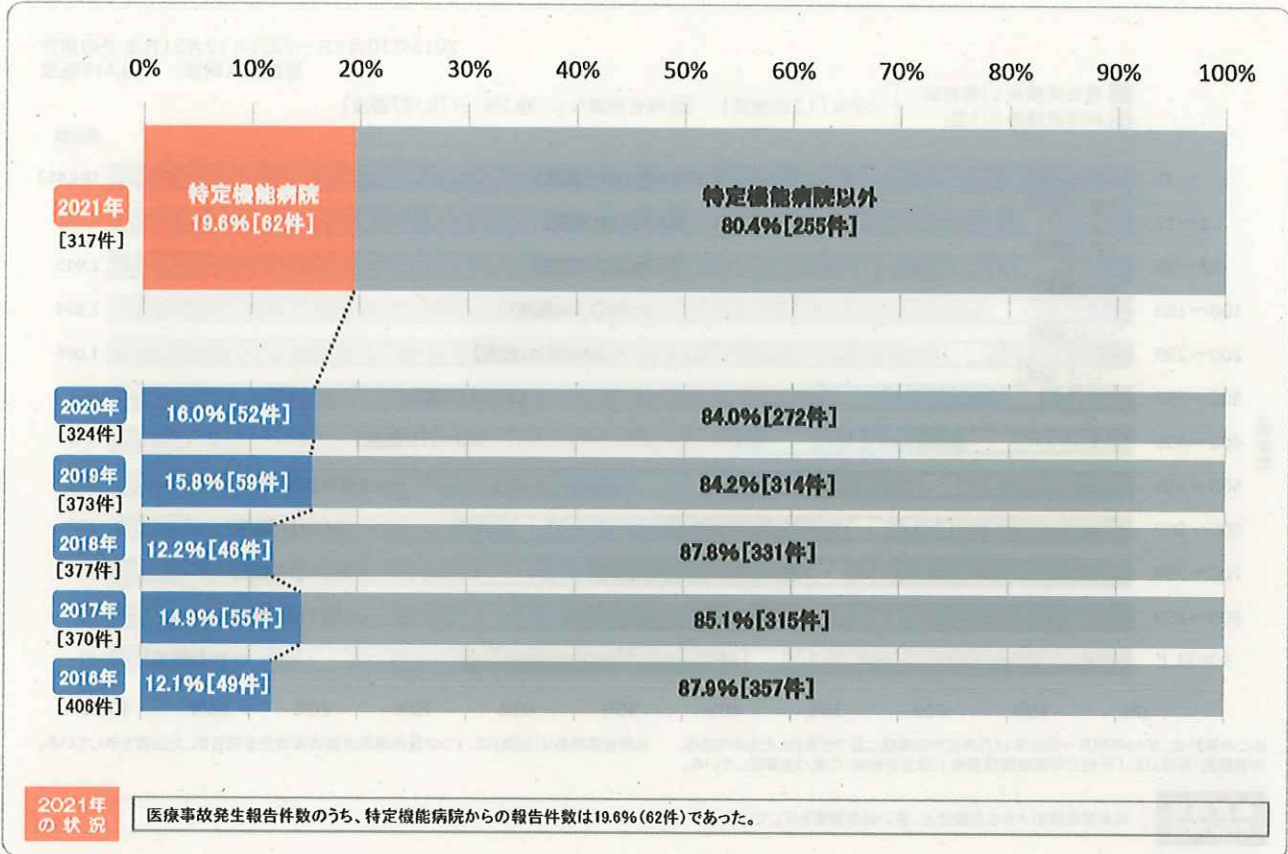 0% 10% 20% 30% 40% 50% 60% 70% 80% 90% 100%
2021年
[317件]
特定機能病院
19.6%[62件]
特定機能病院以外
80.4%[255件]
2020年
[324件]
16.0%[52件]
84.0%[272件]
2019年
[373件]
15.8%[59件]
84.2%[314件]
2018年
[377件]
12.2%[46件]
87.8%[331件]
2017年
[370件]
14.9%[55件]
85.1%[315件]
2016年
[406件]
12.1%[49件]
87.9%[357件]
2021年
の状況
医療事故発生報告件数のうち、特定機能病院からの報告件数は19.6%(62件)であった。